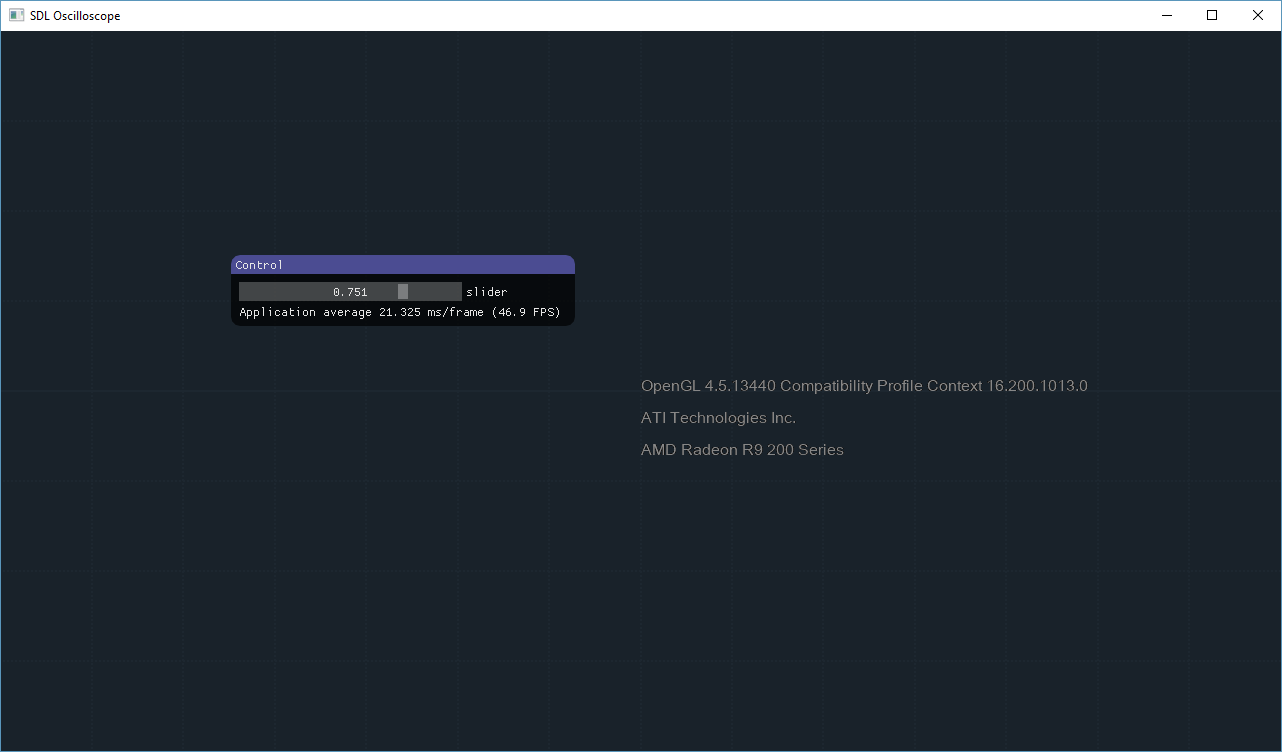 SDL Oscilloscope
Control
0.751 slider
Application average 21.325 ms/frame (46.9 FPS)
OpenGL 4.5.13440 Compatibility Profile Context 16.200.1013.0
ATI Technologies Inc.
AMD Radeon R9 200 Series